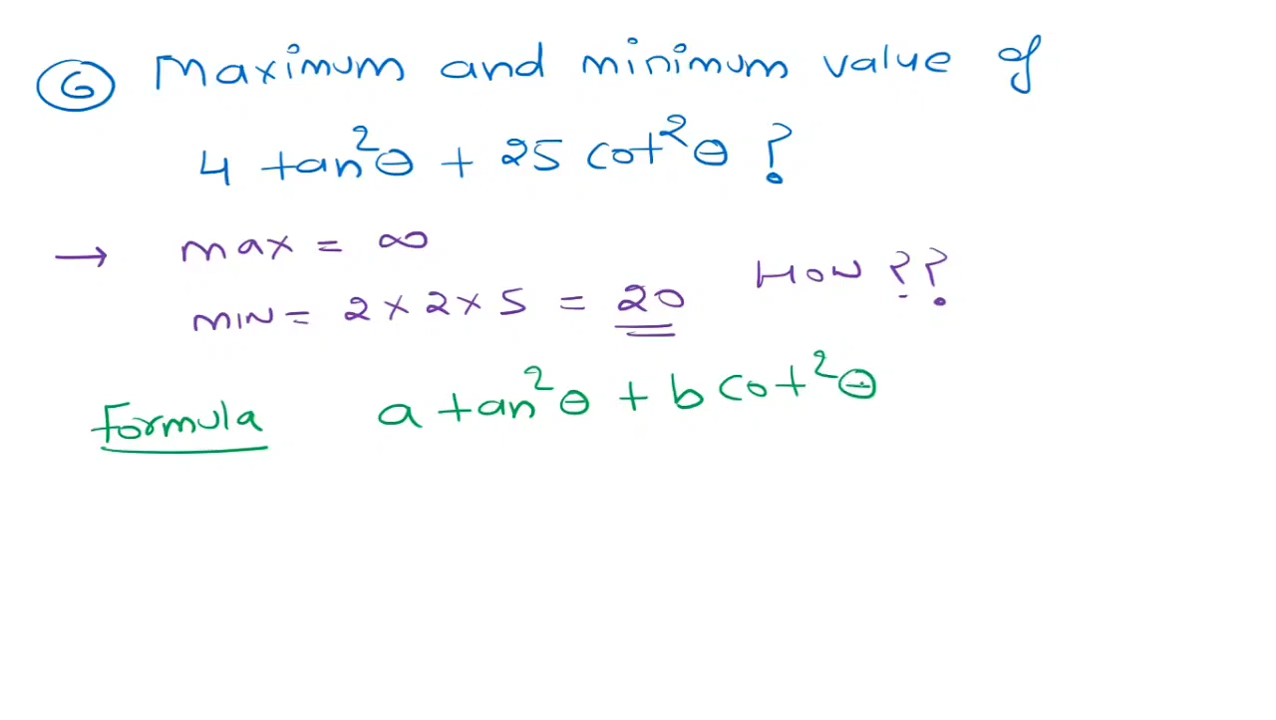 ⑥ Maximum and minimum value of
4 tan²θ + 25 cot²θ ?
→ max = ∞
MIN = 2 × 2 × 5 = 20 HOW ??
Formula a tan²θ + b cot²θ